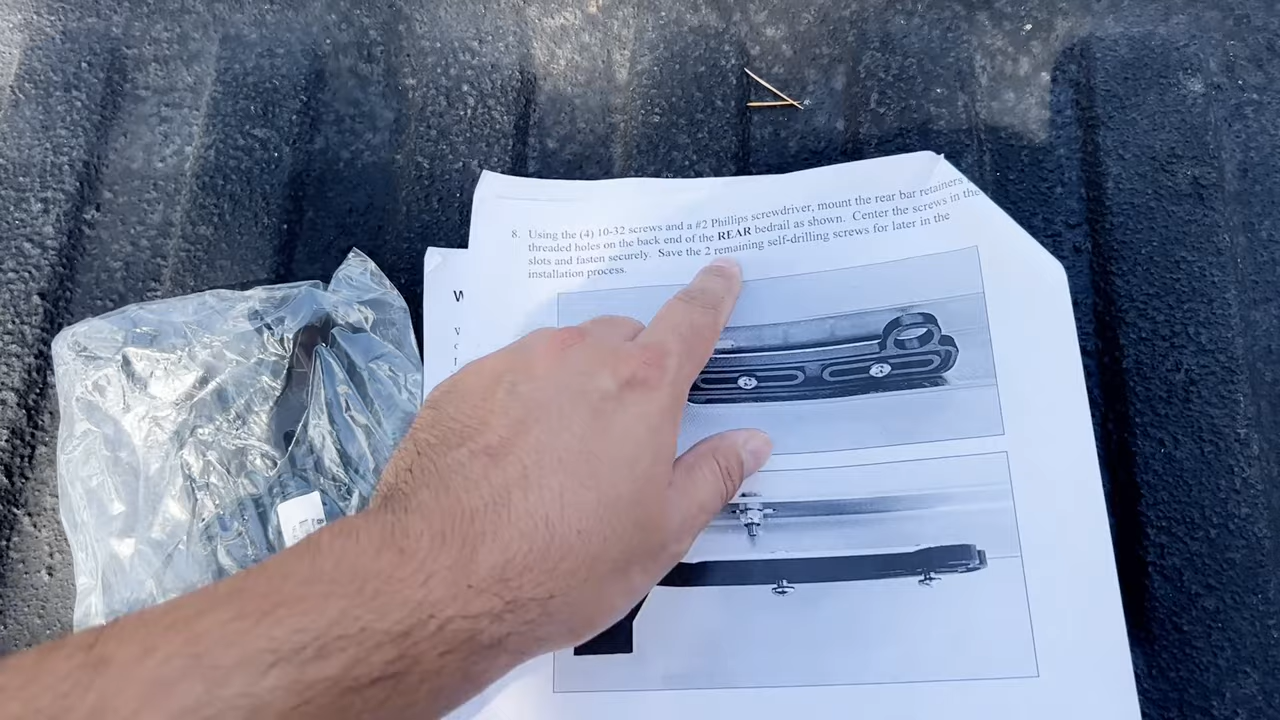 8. Using the (4) 10-32 screws and a #2 Phillips screwdriver, mount the rear bar retainers
threaded holes on the back end of the REAR bedrail as shown. Center the screws in the
slots and fasten securely. Save the 2 remaining self-drilling screws for later in the
installation process.
W